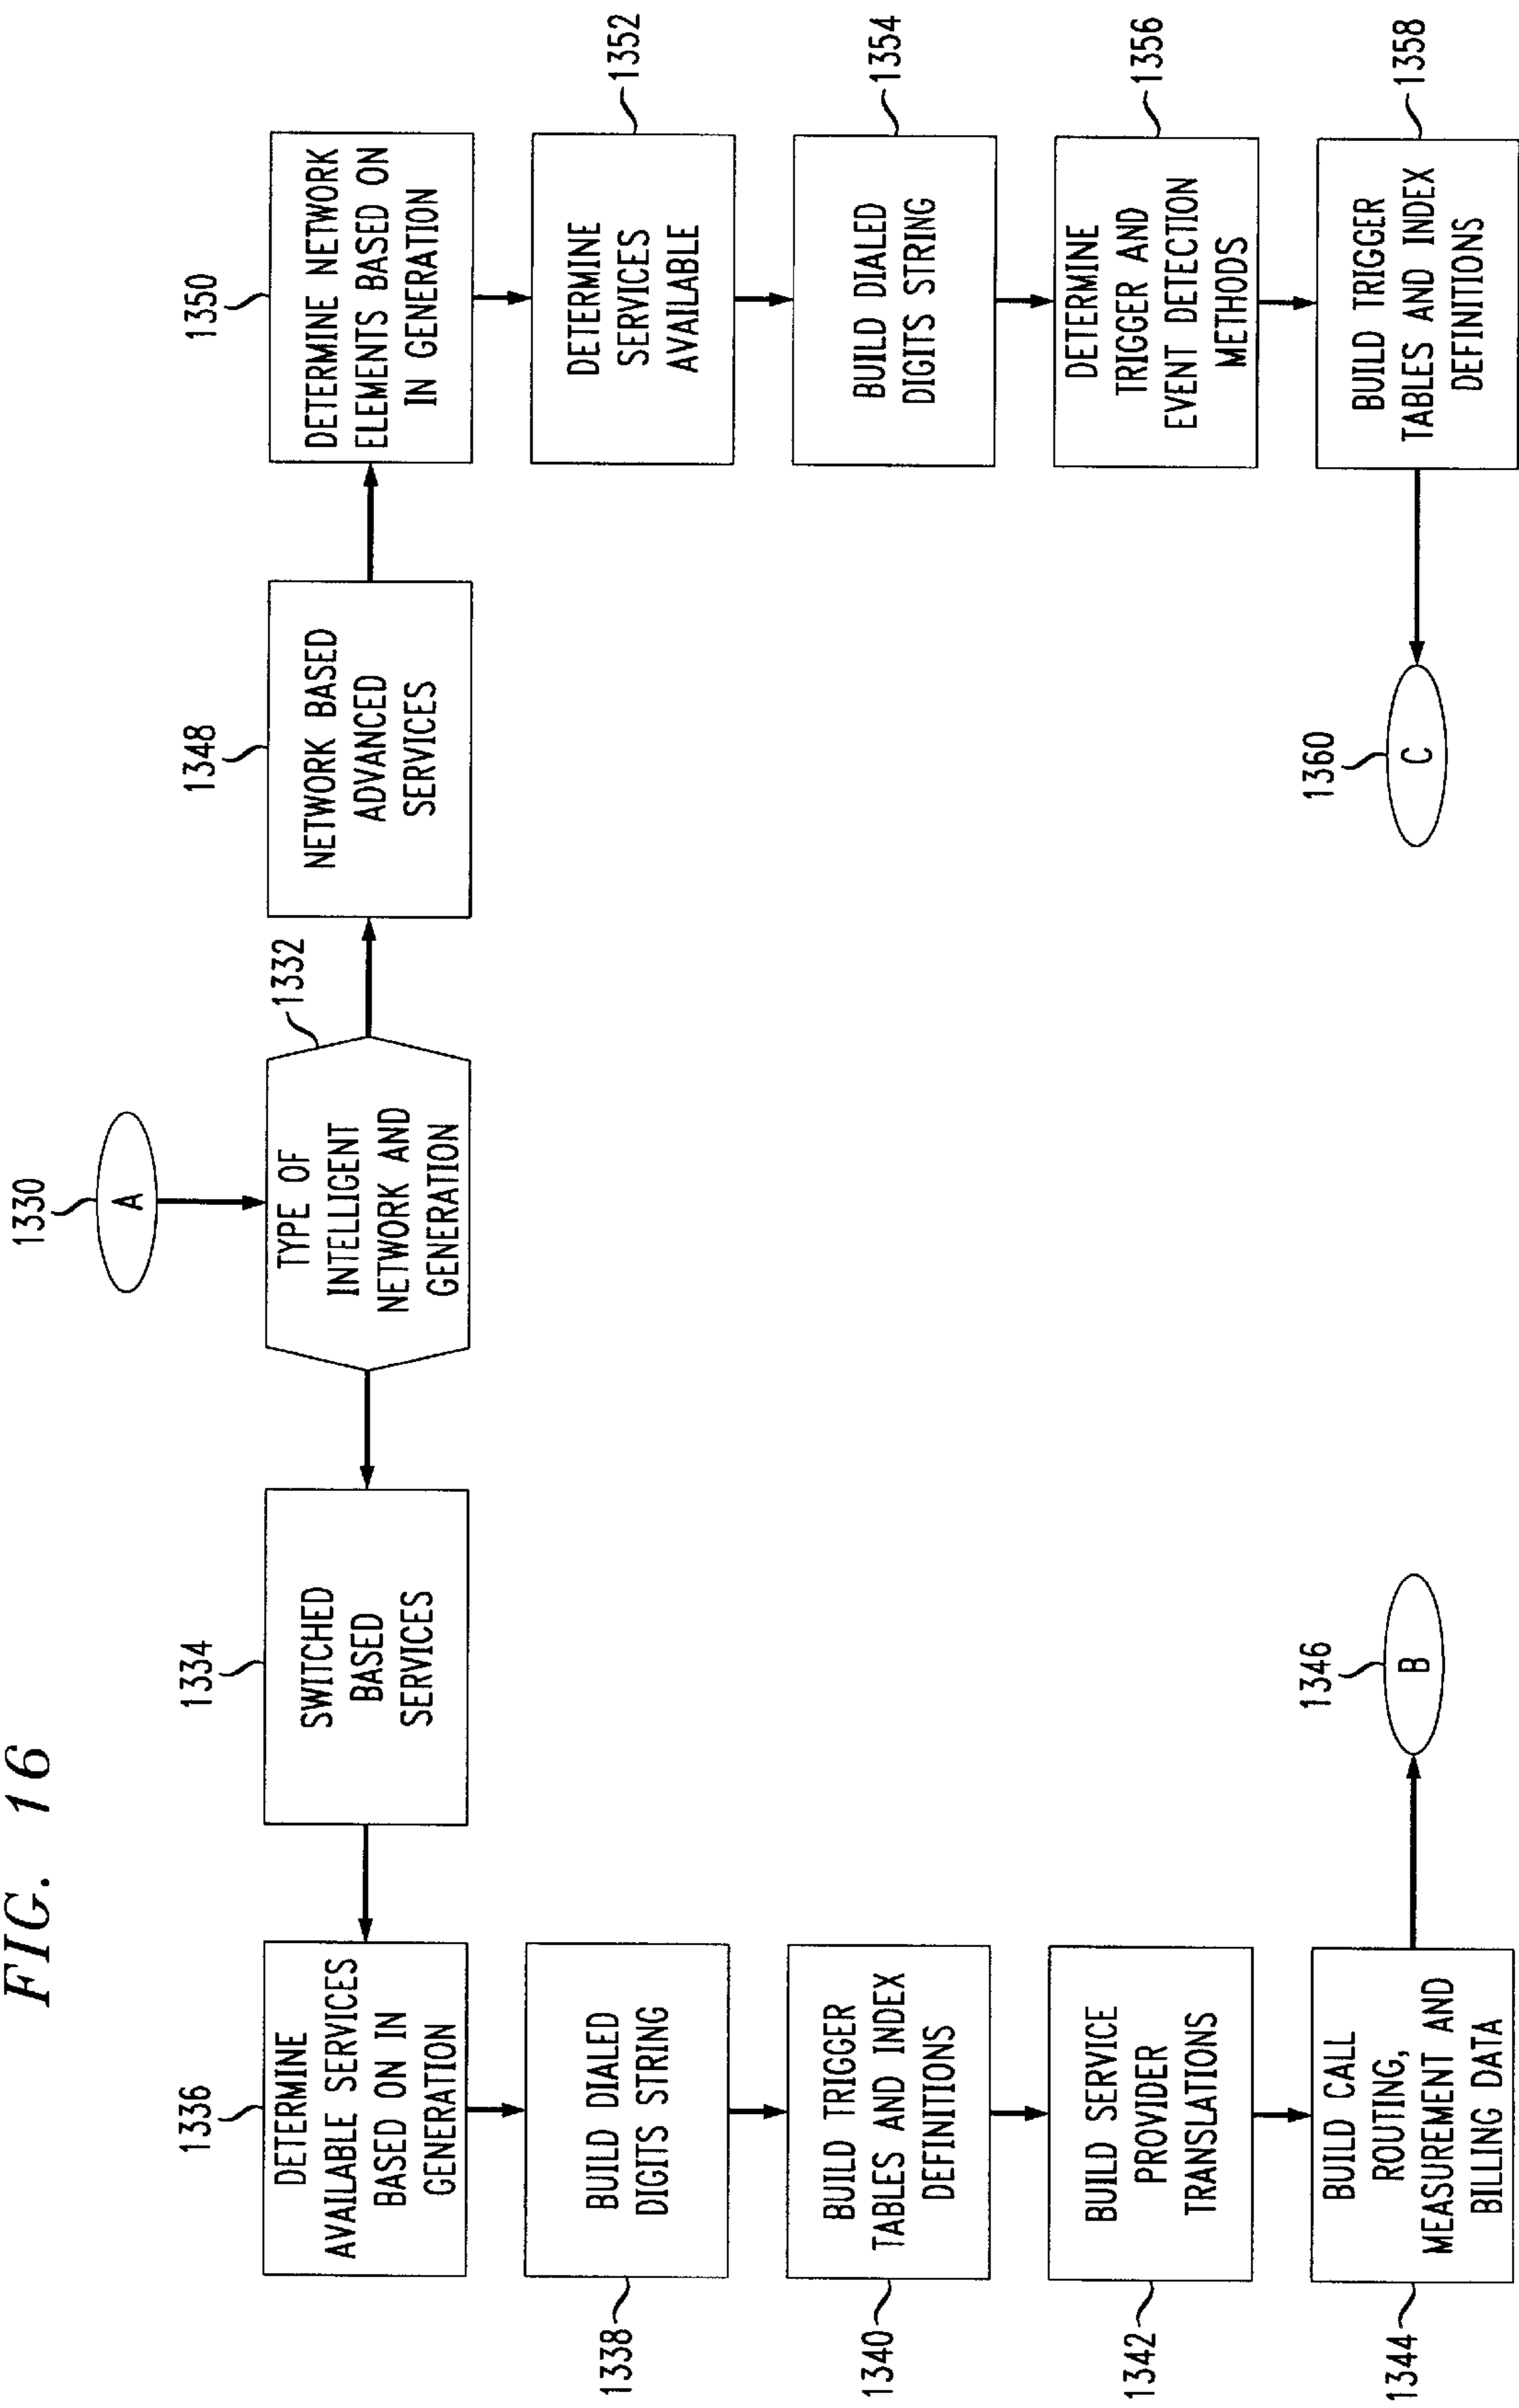 FIG. 16
1330
A
1332
TYPE OF
INTELLIGENT
NETWORK AND
GENERATION
1334
SWITCHED
BASED
SERVICES
1336
DETERMINE
AVAILABLE SERVICES
BASED ON IN
GENERATION
1338
BUILD DIALED
DIGITS STRING
1340
BUILD TRIGGER
TABLES AND INDEX
DEFINITIONS
1342
BUILD SERVICE
PROVIDER
TRANSLATIONS
1344
BUILD CALL
ROUTING,
MEASUREMENT AND
BILLING DATA
1346
B
1348
NETWORK BASED
ADVANCED
SERVICES
1350
DETERMINE NETWORK
ELEMENTS BASED ON
IN GENERATION
1352
DETERMINE
SERVICES
AVAILABLE
1354
BUILD DIALED
DIGITS STRING
1356
DETERMINE
TRIGGER AND
EVENT DETECTION
METHODS
1358
BUILD TRIGGER
TABLES AND INDEX
DEFINITIONS
1360
C